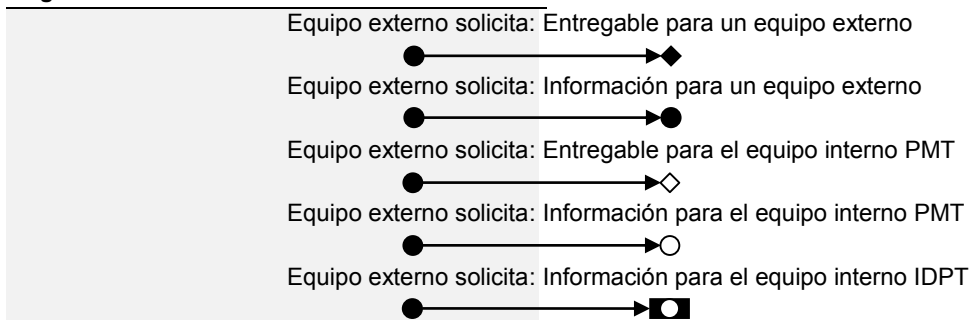 Equipo externo solicita: Entregable para un equipo externo
Equipo externo solicita: Información para un equipo externo
Equipo externo solicita: Entregable para el equipo interno PMT
Equipo externo solicita: Información para el equipo interno PMT
Equipo externo solicita: Información para el equipo interno IDPT